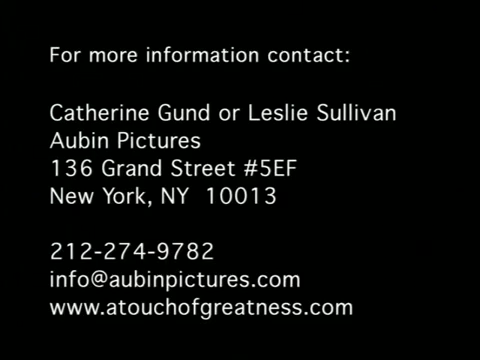 For more information contact:
Catherine Gund or Leslie Sullivan
Aubin Pictures
136 Grand Street #5EF
New York, NY  10013
212-274-9782
info@aubinpictures.com
www.atouchofgreatness.com